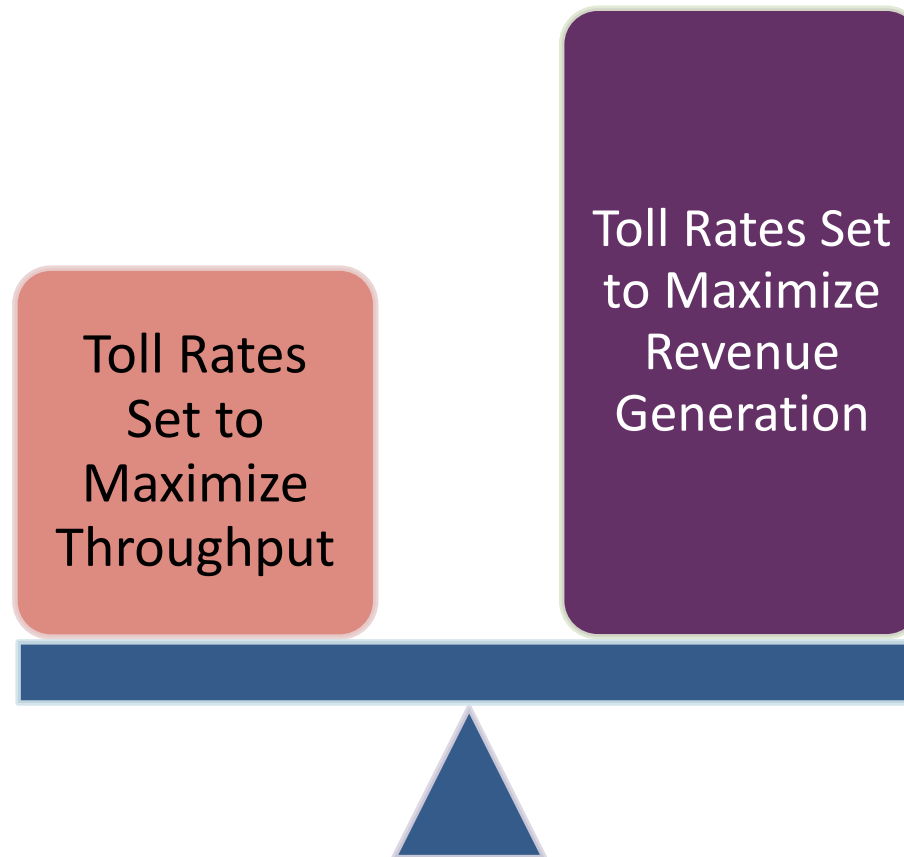 Toll Rates
Set to
Maximize
Throughput
Toll Rates Set
to Maximize
Revenue
Generation